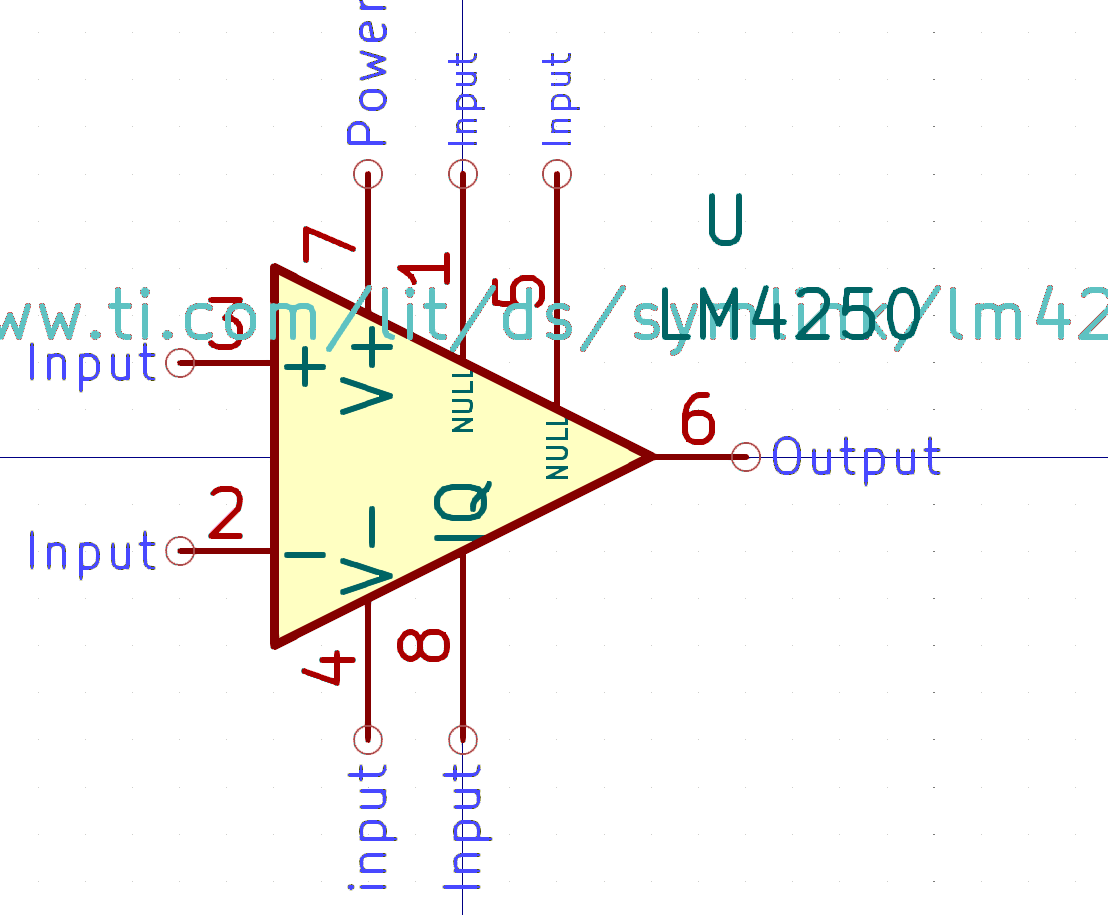 Power
Input
Input
U
7
1
5
3
ww.ti.com/lit/ds/symlink/lm42
LM4250
Input
+
V+
NULL
NULL
6
Output
2
IQ
Input
-
V-
4
8
input
Input